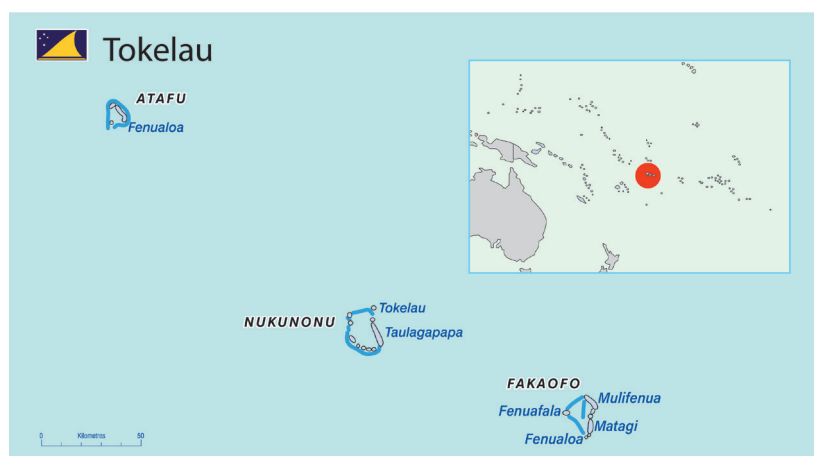 Tokelau
ATAFU
Fenualoa
NUKUNONU
Tokelau
Taulagapapa
FAKAOFO
Mulifenua
Fenuafala
Matagi
Fenualoa
0 Kilometres 50